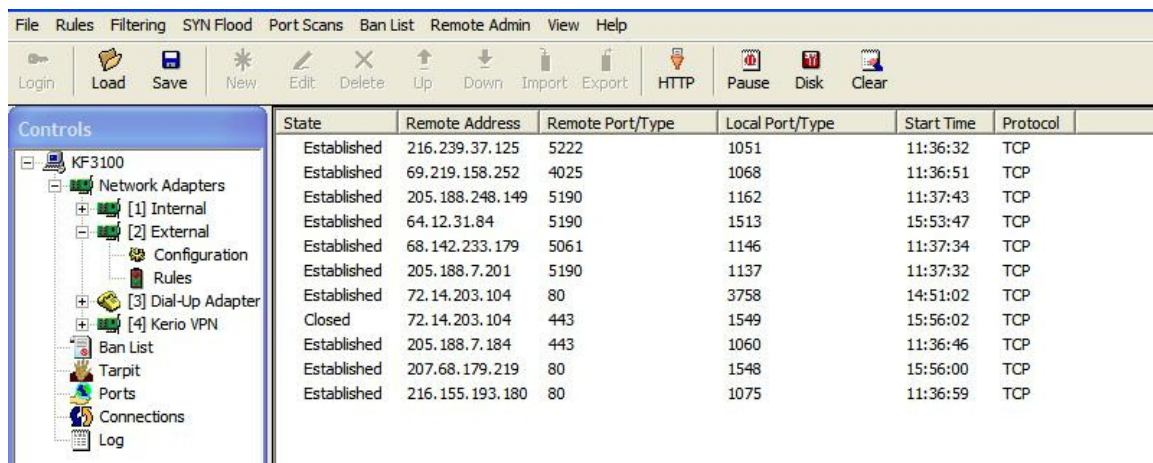 File Rules Filtering SYN Flood Port Scans Ban List Remote Admin View Help
Login Load Save New Edit Delete Up Down Import Export HTTP Pause Disk Clear
Controls
KF3100
Network Adapters
[1] Internal
[2] External
Configuration
Rules
[3] Dial-Up Adapter
[4] Kerio VPN
Ban List
Tarpit
Ports
Connections
Log
State Remote Address Remote Port/Type Local Port/Type Start Time Protocol
Established 216.239.37.125 5222 1051 11:36:32 TCP
Established 69.219.158.252 4025 1068 11:36:51 TCP
Established 205.188.248.149 5190 1162 11:37:43 TCP
Established 64.12.31.84 5190 1513 15:53:47 TCP
Established 68.142.233.179 5061 1146 11:37:34 TCP
Established 205.188.7.201 5190 1137 11:37:32 TCP
Established 72.14.203.104 80 3758 14:51:02 TCP
Closed 72.14.203.104 443 1549 15:56:02 TCP
Established 205.188.7.184 443 1060 11:36:46 TCP
Established 207.68.179.219 80 1548 15:56:00 TCP
Established 216.155.193.180 80 1075 11:36:59 TCP